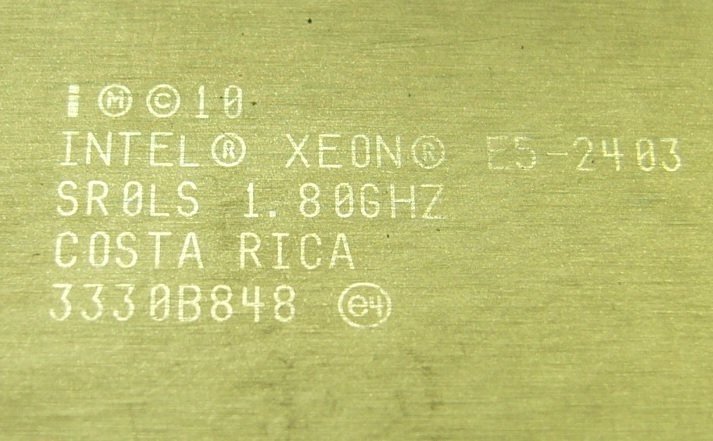 i Ⓜ © 10
INTEL® XEON® E5-2403
SR0LS 1.80GHZ
COSTA RICA
3330B848 e4